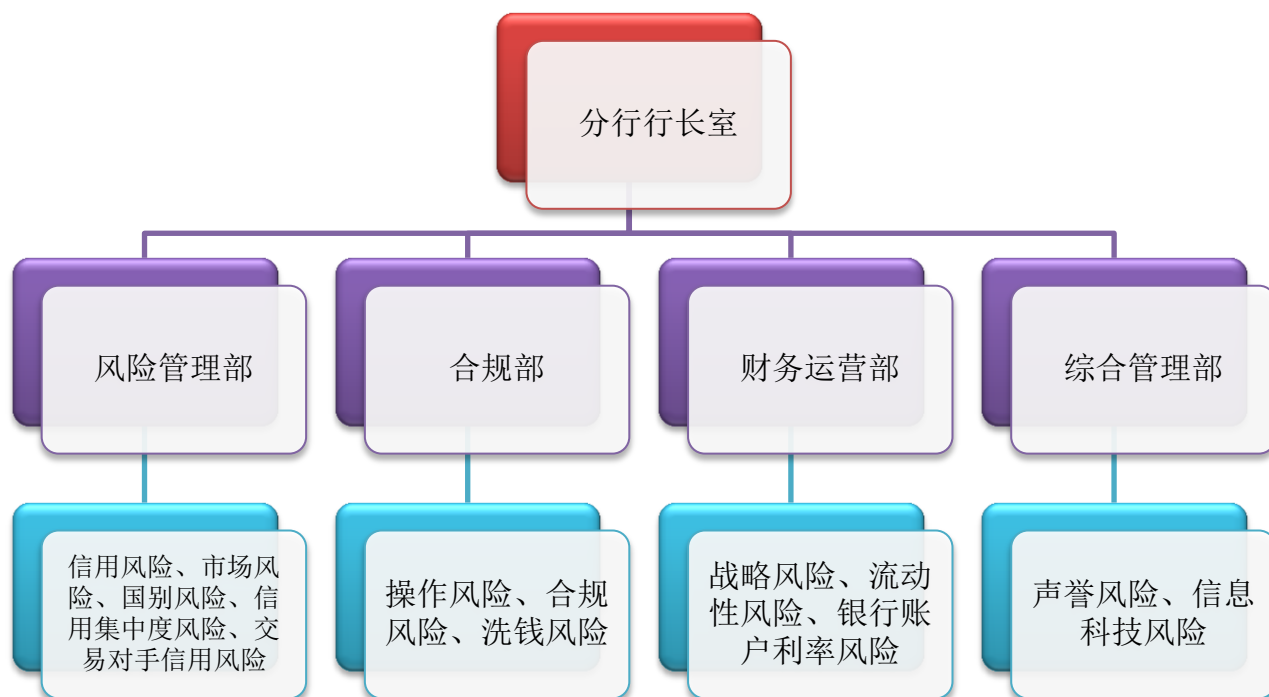 分行行长室
风险管理部
合规部
财务运营部
综合管理部
信用风险、市场风
险、国别风险、信
用集中度风险、交
易对手信用风险
操作风险、合规
风险、洗钱风险
战略风险、流动
性风险、银行账
户利率风险
声誉风险、信息
科技风险